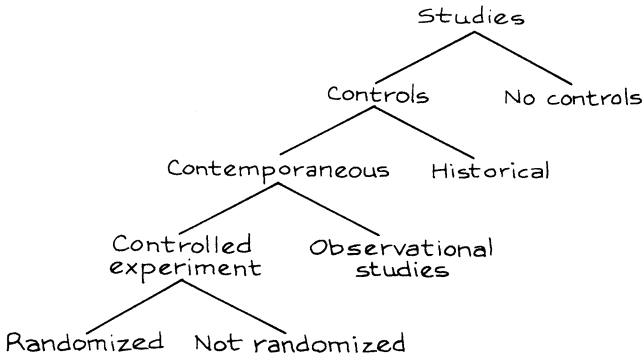 Studies
Controls
No controls
Contemporaneous
Historical
Controlled
experiment
Observational
studies
Randomized
Not randomized